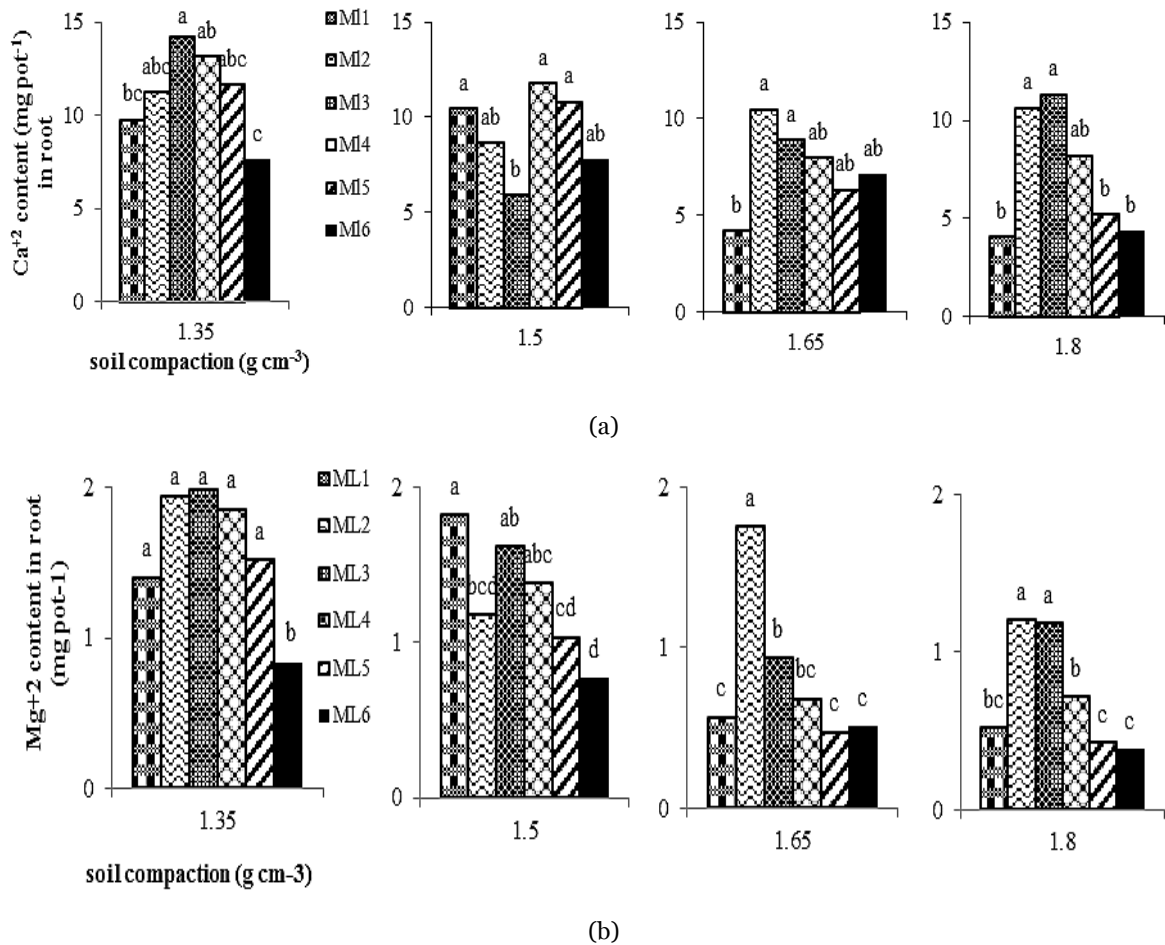 15
10
5
0
Ca⁺² content (mg pot⁻¹)
in root
bc
abc
a
ab
abc
c
1.35
soil compaction (g cm⁻³)
Ml1
Ml2
Ml3
Ml4
Ml5
Ml6
15
10
5
0
a
ab
b
a
a
ab
1.5
15
10
5
0
b
a
a
ab
ab
ab
1.65
15
10
5
0
b
a
a
ab
b
b
1.8
(a)
2
1
0
Mg+2 content in root
(mg pot-1)
a
a
a
a
a
b
1.35
soil compaction (g cm-3)
ML1
ML2
ML3
ML4
ML5
ML6
2
1
0
a
bcd
ab
abc
cd
d
1.5
2
1
0
c
a
b
bc
c
c
1.65
2
1
0
bc
a
a
b
c
c
1.8
(b)